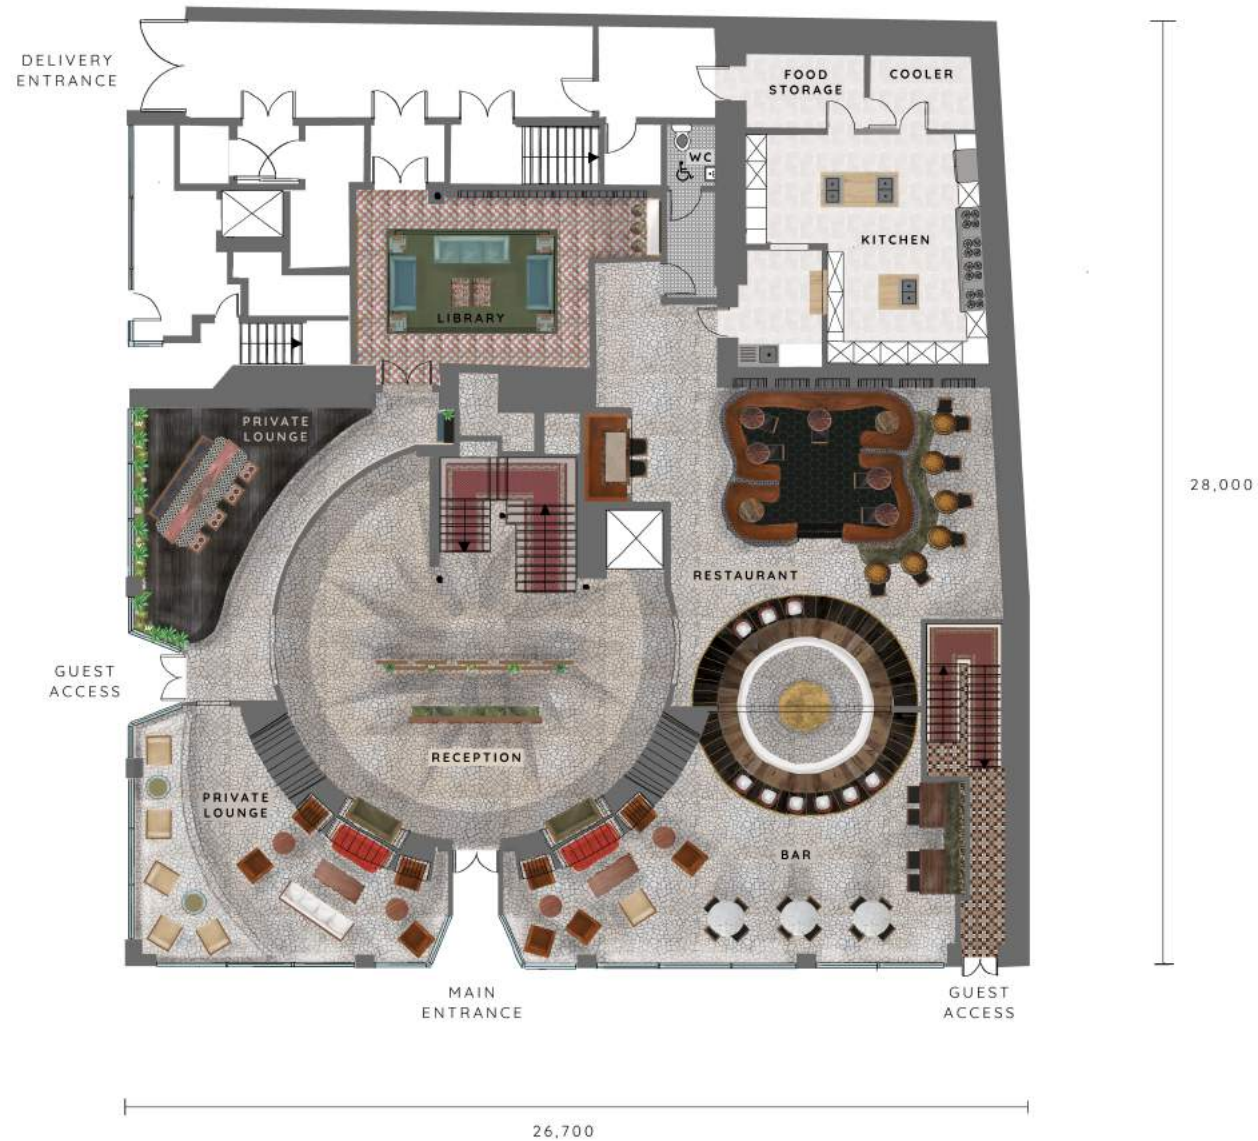 DELIVERY
ENTRANCE
FOOD
STORAGE
COOLER
WC
KITCHEN
LIBRARY
PRIVATE
LOUNGE
28,000
RESTAURANT
GUEST
ACCESS
RECEPTION
PRIVATE
LOUNGE
BAR
MAIN
ENTRANCE
GUEST
ACCESS
26,700